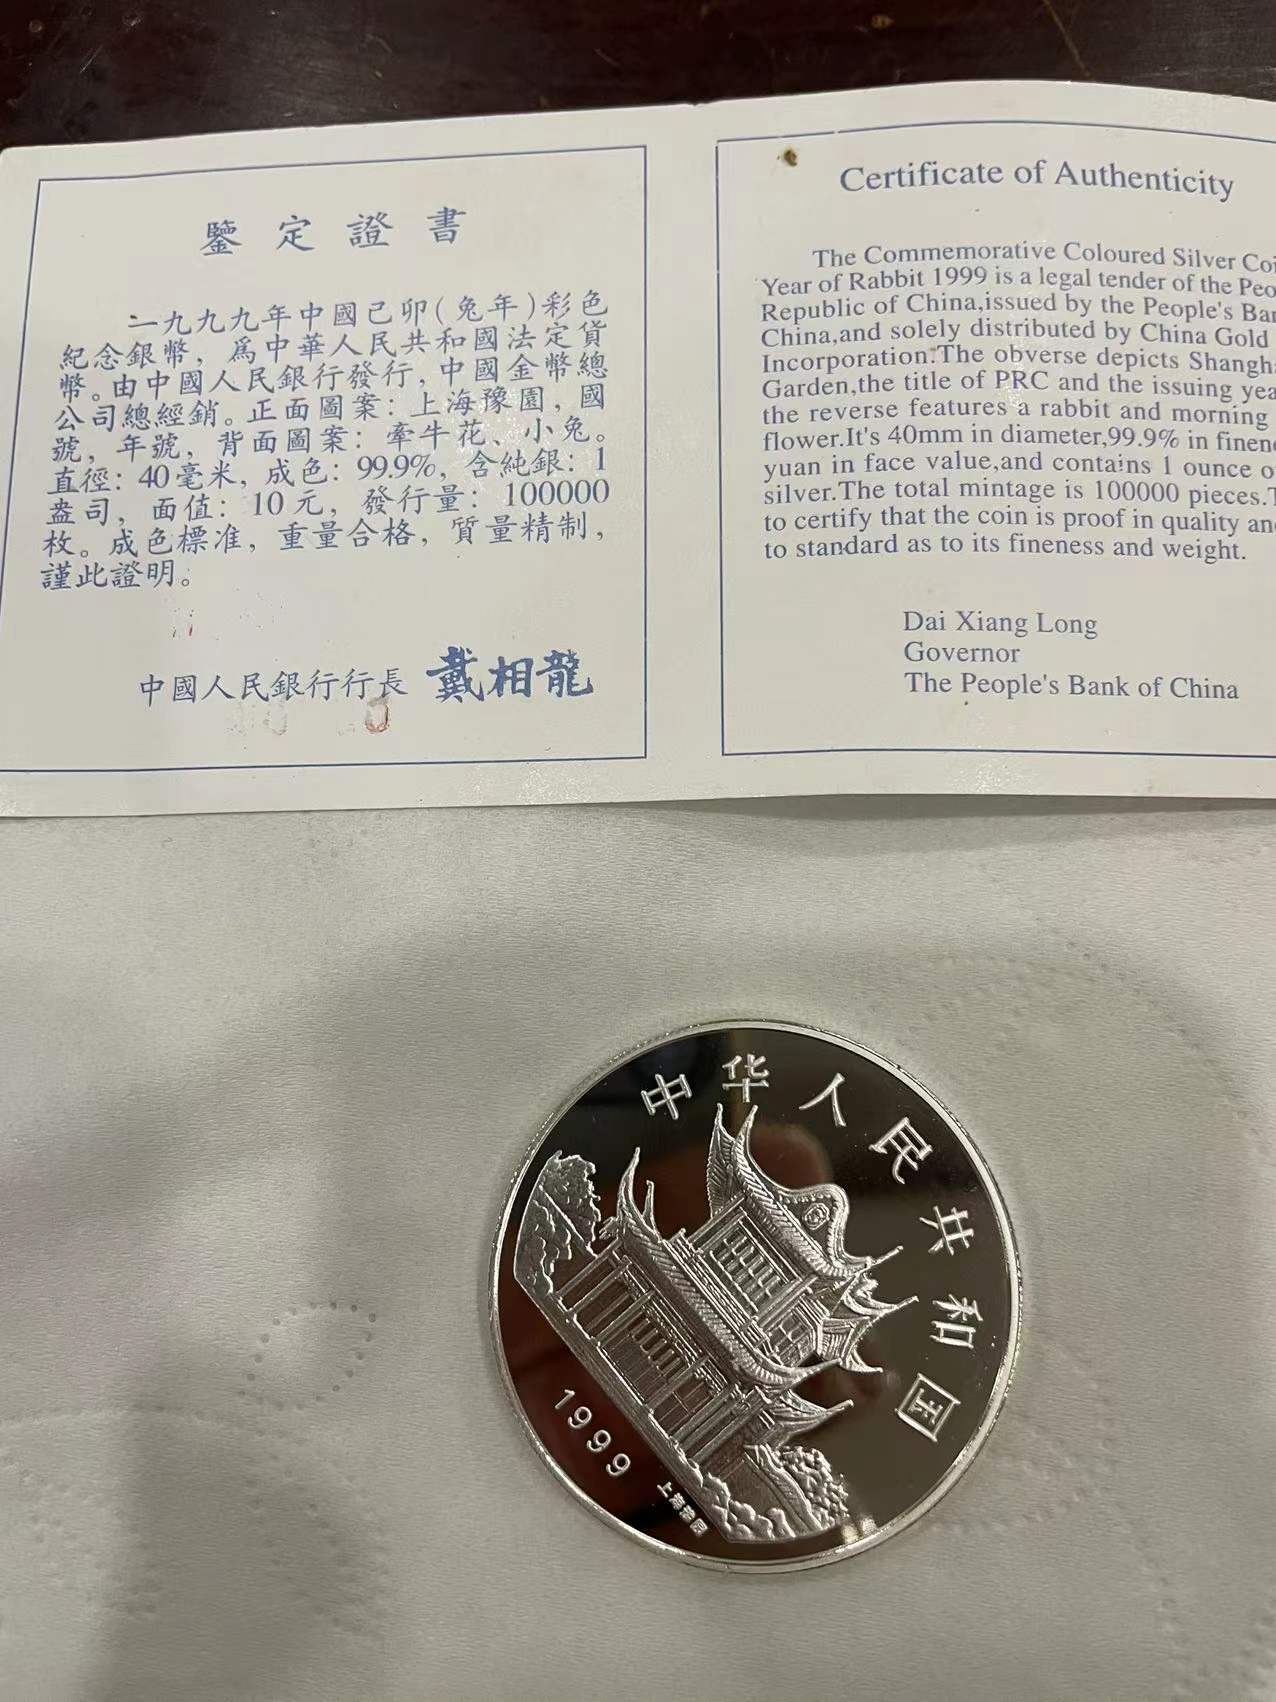 鑒定證書
一九九九年中國己卯(兔年)彩色
紀念銀幣，爲中華人民共和國法定貨
幣。由中國人民銀行發行，中國金幣總
公司總經銷。正面圖案：上海豫園，國
號，年號，背面圖案：牽牛花、小兔。
直徑：40毫米，成色：99.9%，含純銀：1
盎司，面值：10元，發行量：100000
枚。成色標准，重量合格，質量精制，
謹此證明。
中國人民銀行行長 戴相龍
Certificate of Authenticity
The Commemorative Coloured Silver Coi
Year of Rabbit 1999 is a legal tender of the Peo
Republic of China,issued by the People's Ban
China,and solely distributed by China Gold
Incorporation.The obverse depicts Shangh
Garden,the title of PRC and the issuing yea
the reverse features a rabbit and morning
flower.It's 40mm in diameter,99.9% in finene
yuan in face value,and contains 1 ounce o
silver.The total mintage is 100000 pieces.T
to certify that the coin is proof in quality and
to standard as to its fineness and weight.
Dai Xiang Long
Governor
The People's Bank of China
中华人民共和国
1999
上海豫园